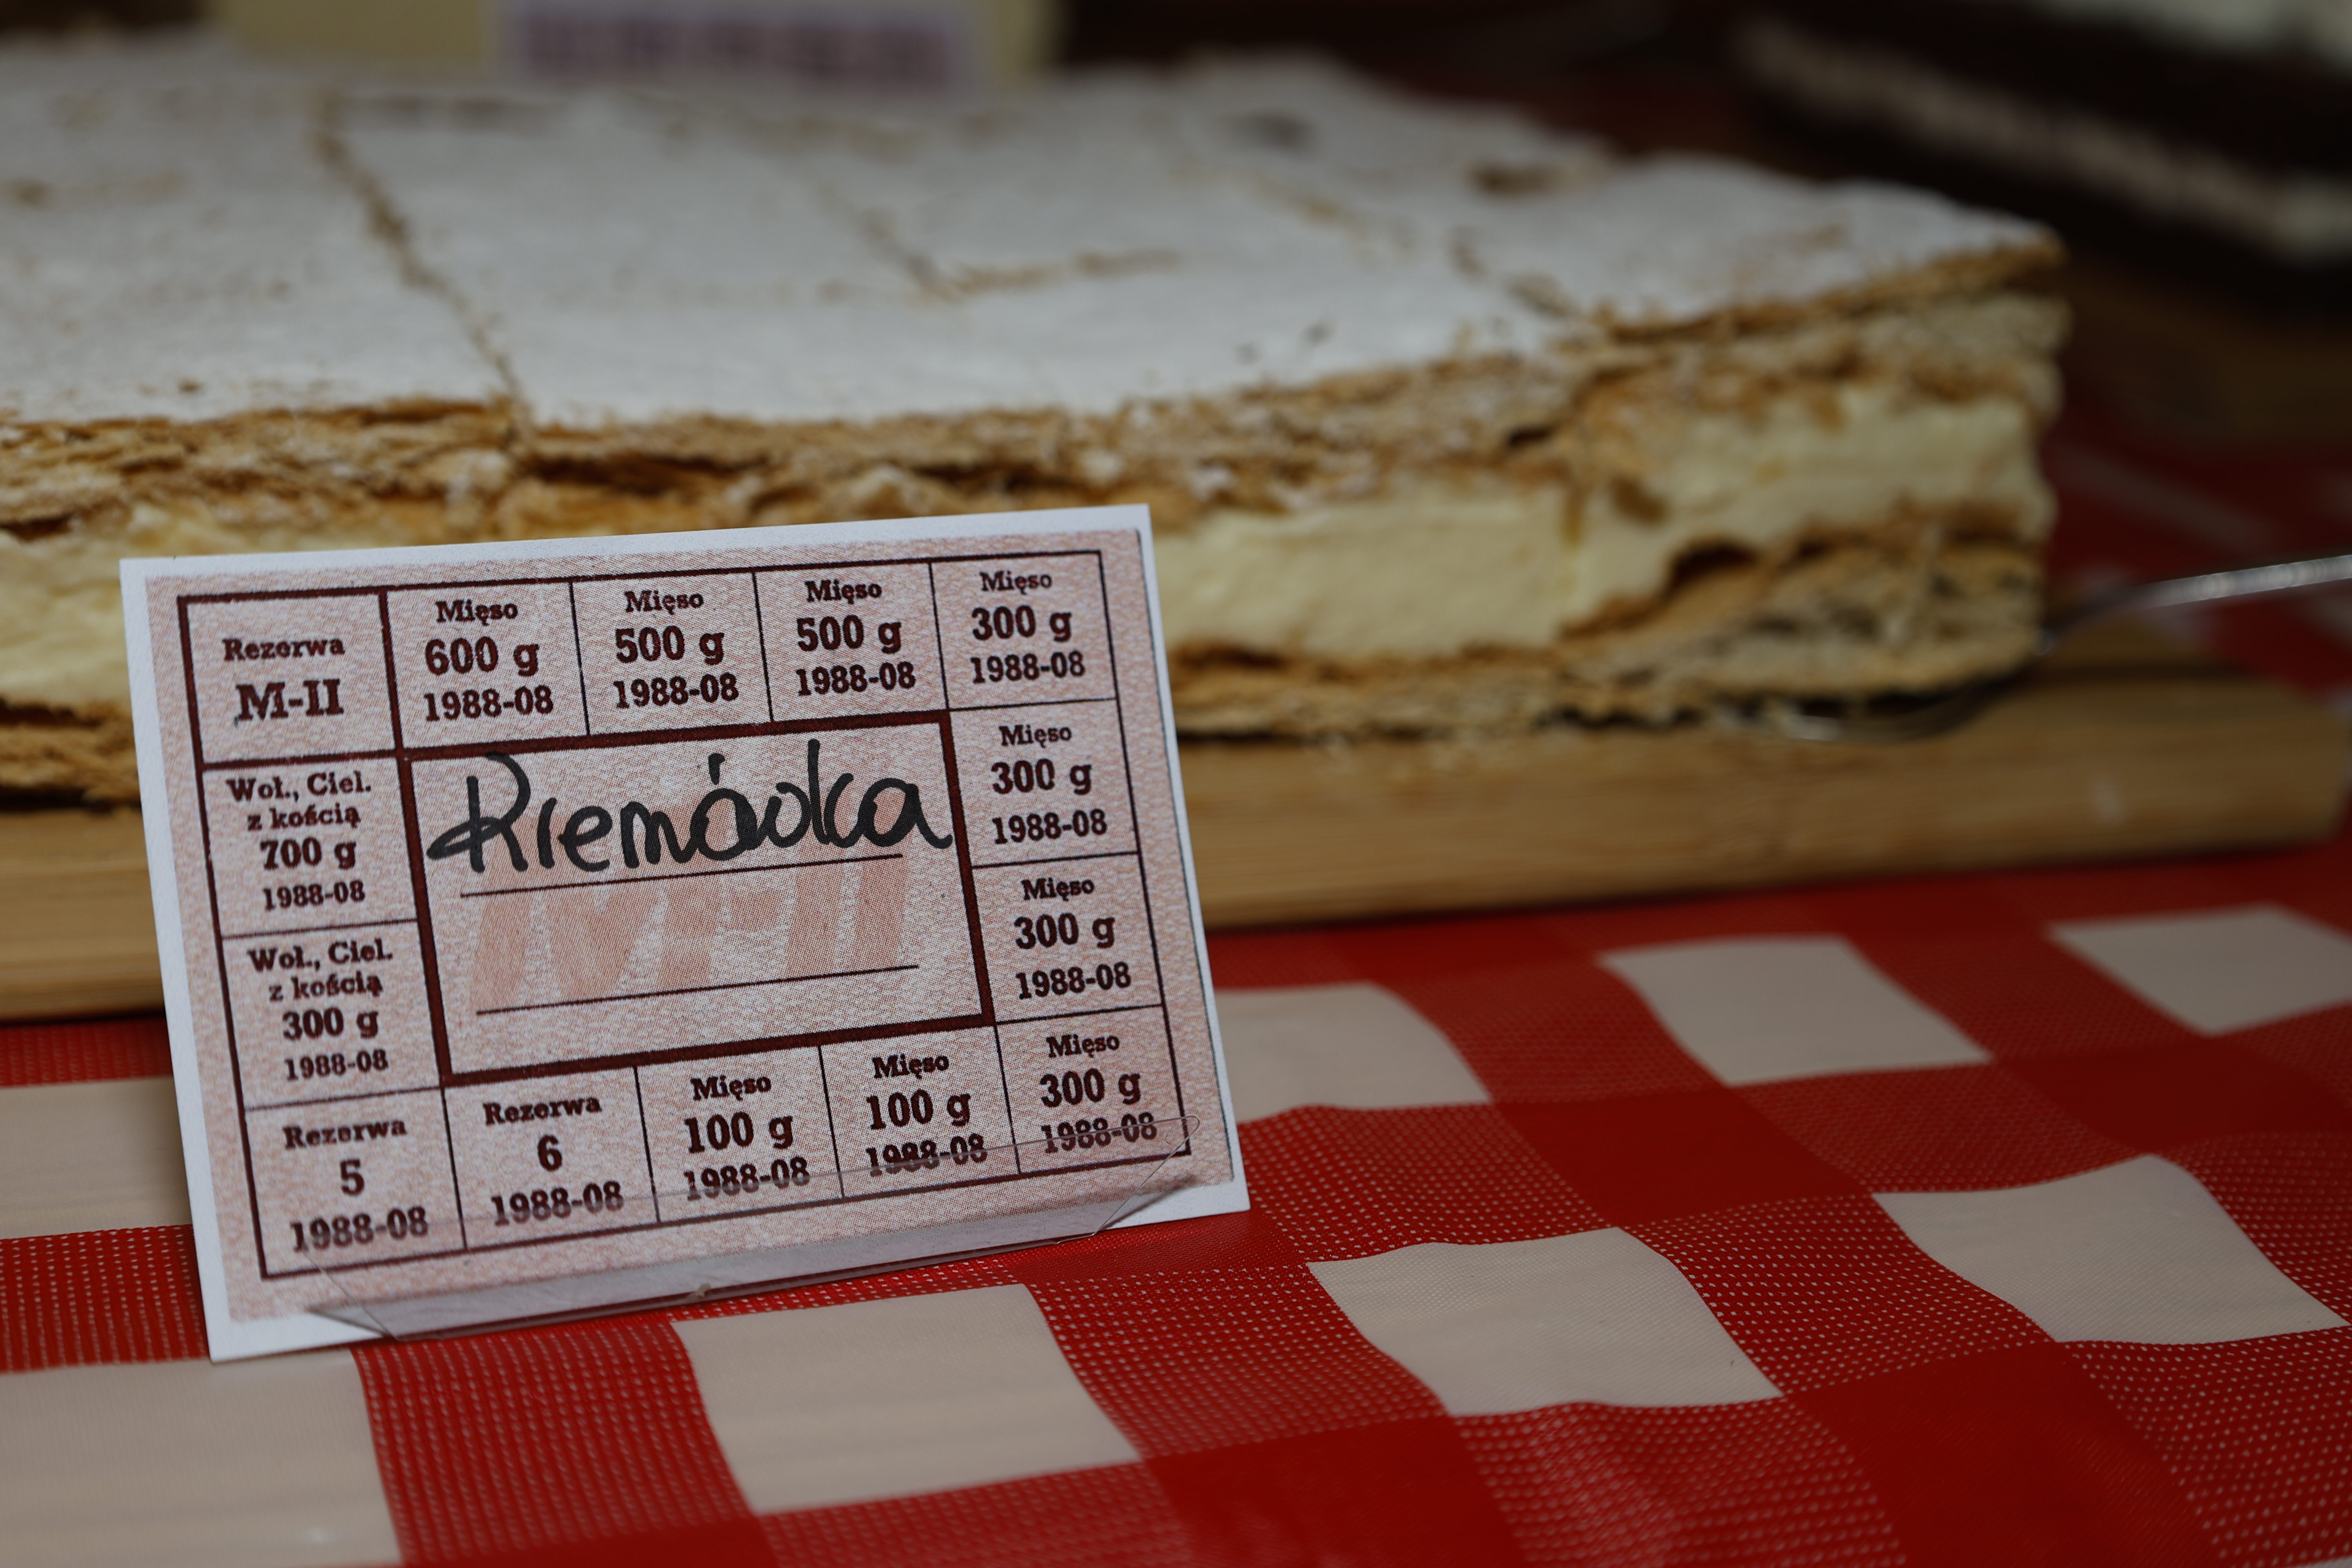 Rezerwa
M-II
Mięso
600 g
1988-08
Mięso
500 g
1988-08
Mięso
500 g
1988-08
Mięso
300 g
1988-08
Woł., Ciel.
z kością
700 g
1988-08
Kremówka
M-II
Mięso
300 g
1988-08
Woł., Ciel.
z kością
300 g
1988-08
Mięso
300 g
1988-08
Rezerwa
5
1988-08
Rezerwa
6
1988-08
Mięso
100 g
1988-08
Mięso
100 g
1988-08
Mięso
300 g
1988-08